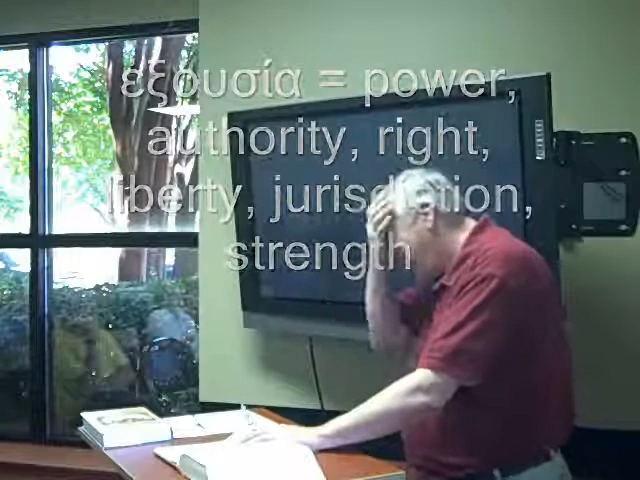 εξουσία = power,
authority, right,
liberty, jurisdiction,
strength